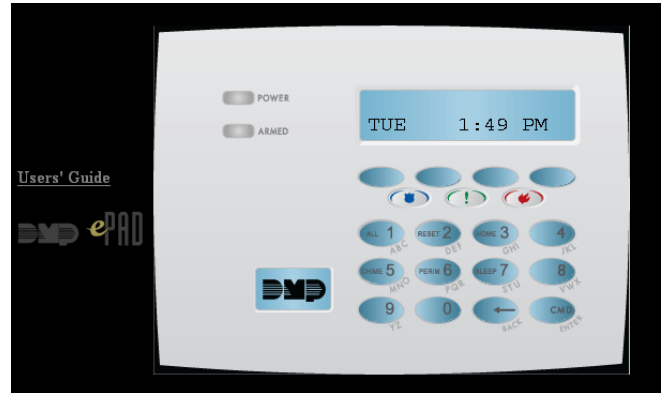 POWER
TUE 1:49 PM
ARMED
Users' Guide
DMP ePAD
ALL 1 ABC
RESET 2 DEF
HOME 3 GHI
4 JKL
CHIME 5 MNO
PERIM 6 PQR
SLEEP 7 STU
8 VWX
DMP
9 YZ
0
BACK
CMD ENTER